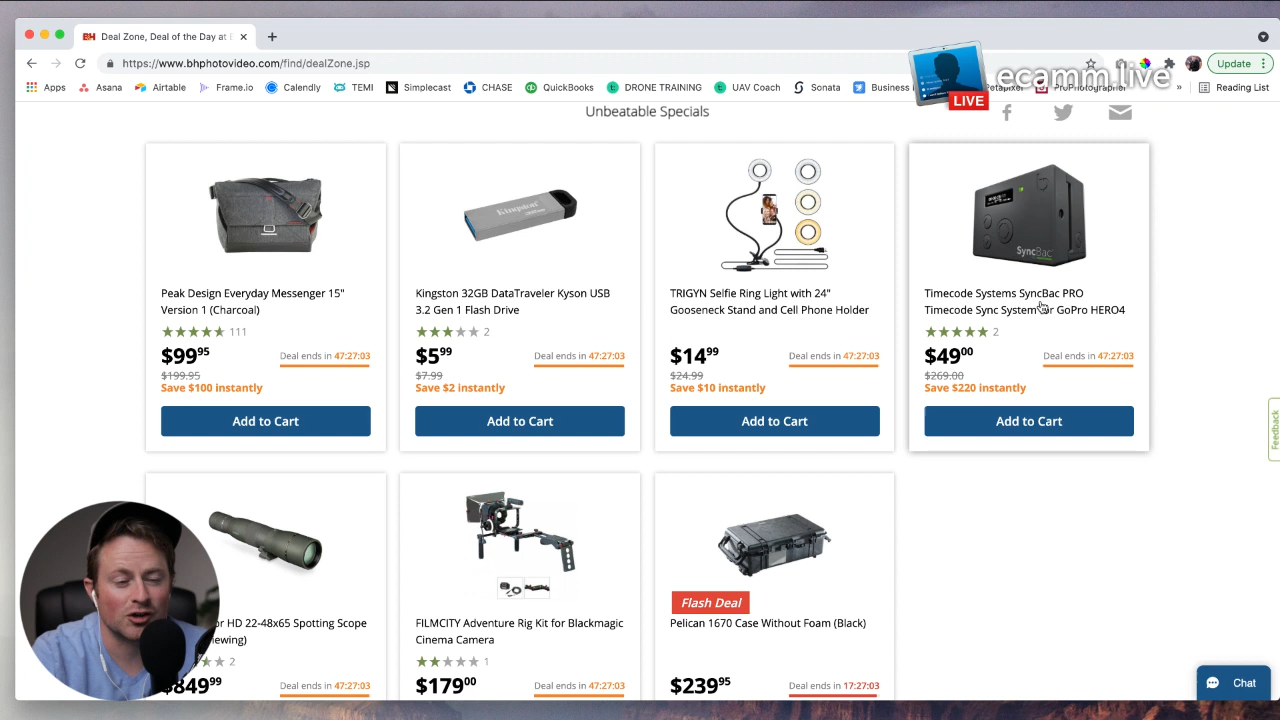 BH Deal Zone, Deal of the Day at B
https://www.bhphotovideo.com/find/dealZone.jsp
Update
ecamm.live
LIVE
Apps Asana Airtable Frame.io Calendly TEMI Simplecast CHASE QuickBooks DRONE TRAINING UAV Coach Sonata Business Petapixel ProPhotographer » Reading List
Unbeatable Specials
Kingston
SyncBac
Peak Design Everyday Messenger 15"
Version 1 (Charcoal)
111
$99.95
Deal ends in 47:27:03
$199.95
Save $100 instantly
Add to Cart
Kingston 32GB DataTraveler Kyson USB
3.2 Gen 1 Flash Drive
2
$5.99
Deal ends in 47:27:03
$7.99
Save $2 instantly
Add to Cart
TRIGYN Selfie Ring Light with 24"
Gooseneck Stand and Cell Phone Holder
$14.99
Deal ends in 47:27:03
$24.99
Save $10 instantly
Add to Cart
Timecode Systems SyncBac PRO
Timecode Sync System for GoPro HERO4
2
$49.00
Deal ends in 47:27:03
$269.00
Save $220 instantly
Add to Cart
Feedback
or HD 22-48x65 Spotting Scope
iewing)
2
$849.99
Deal ends in 47:27:03
FILMCITY Adventure Rig Kit for Blackmagic
Cinema Camera
1
$179.00
Deal ends in 47:27:03
Flash Deal
Pelican 1670 Case Without Foam (Black)
$239.95
Deal ends in 17:27:03
Chat